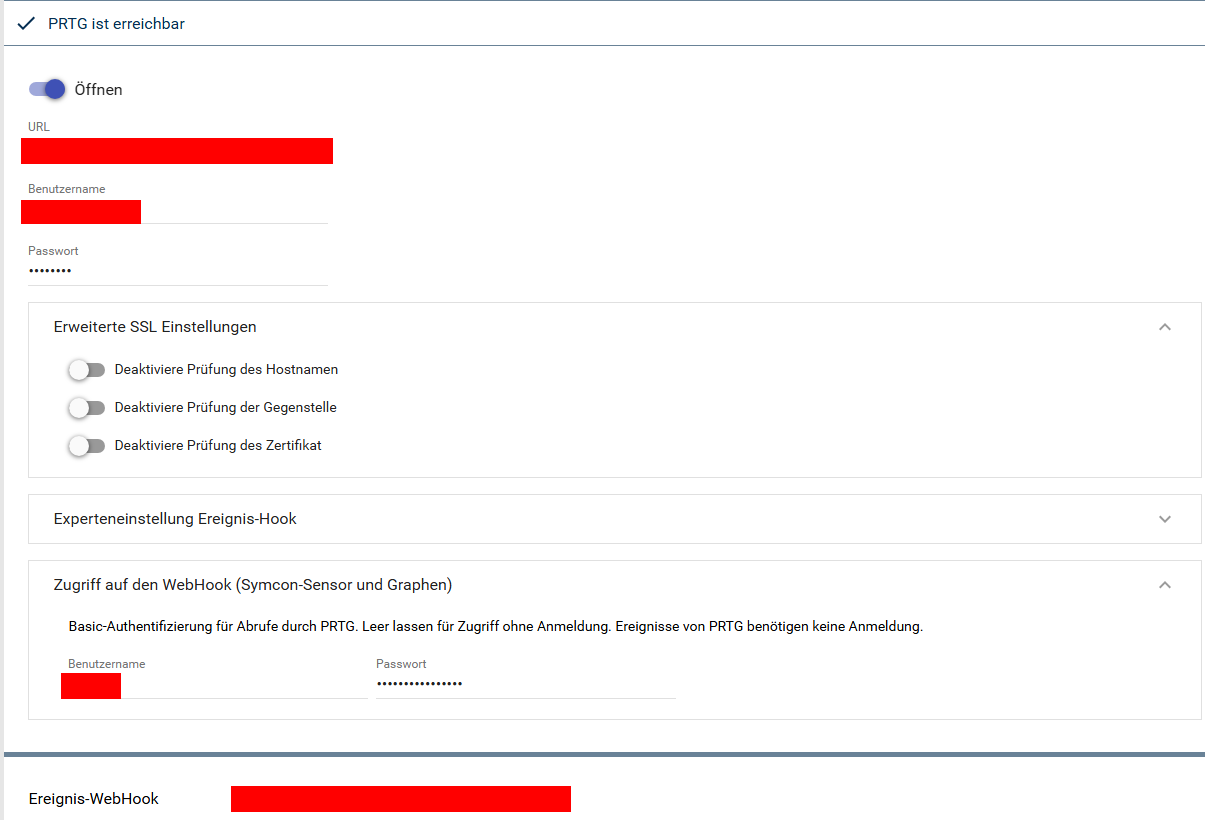 PRTG ist erreichbar
Öffnen
URL
Benutzername
Passwort
••••••••
Erweiterte SSL Einstellungen
Deaktiviere Prüfung des Hostnamen
Deaktiviere Prüfung der Gegenstelle
Deaktiviere Prüfung des Zertifikat
Experteneinstellung Ereignis-Hook
Zugriff auf den WebHook (Symcon-Sensor und Graphen)
Basic-Authentifizierung für Abrufe durch PRTG. Leer lassen für Zugriff ohne Anmeldung. Ereignisse von PRTG benötigen keine Anmeldung.
Benutzername Passwort
••••••••••••••••
Ereignis-WebHook